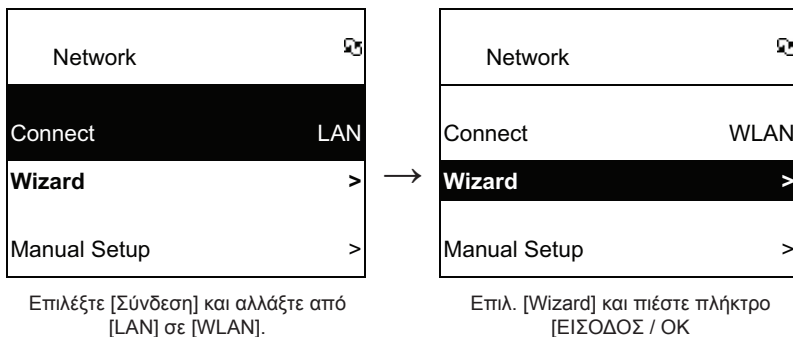 Network
Connect LAN
Wizard >
Manual Setup >
Επιλέξτε [Σύνδεση] και αλλάξτε από
[LAN] σε [WLAN].
→
Network
Connect WLAN
Wizard >
Manual Setup >
Επιλ. [Wizard] και πιέστε πλήκτρο
[ΕΙΣΟΔΟΣ / OK